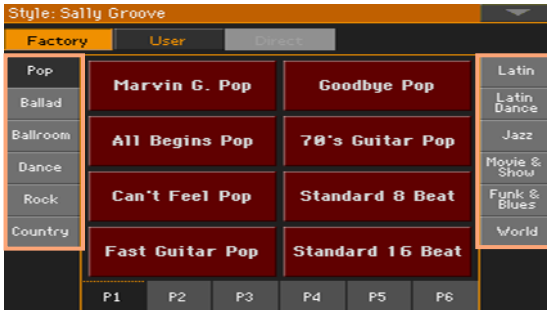 Style: Sally Groove
Factory User Direct
Pop
Ballad
Ballroom
Dance
Rock
Country
Marvin G. Pop
Goodbye Pop
All Begins Pop
70's Guitar Pop
Can't Feel Pop
Standard 8 Beat
Fast Guitar Pop
Standard 16 Beat
Latin
Latin
Dance
Jazz
Movie &
Show
Funk &
Blues
World
P1 P2 P3 P4 P5 P6